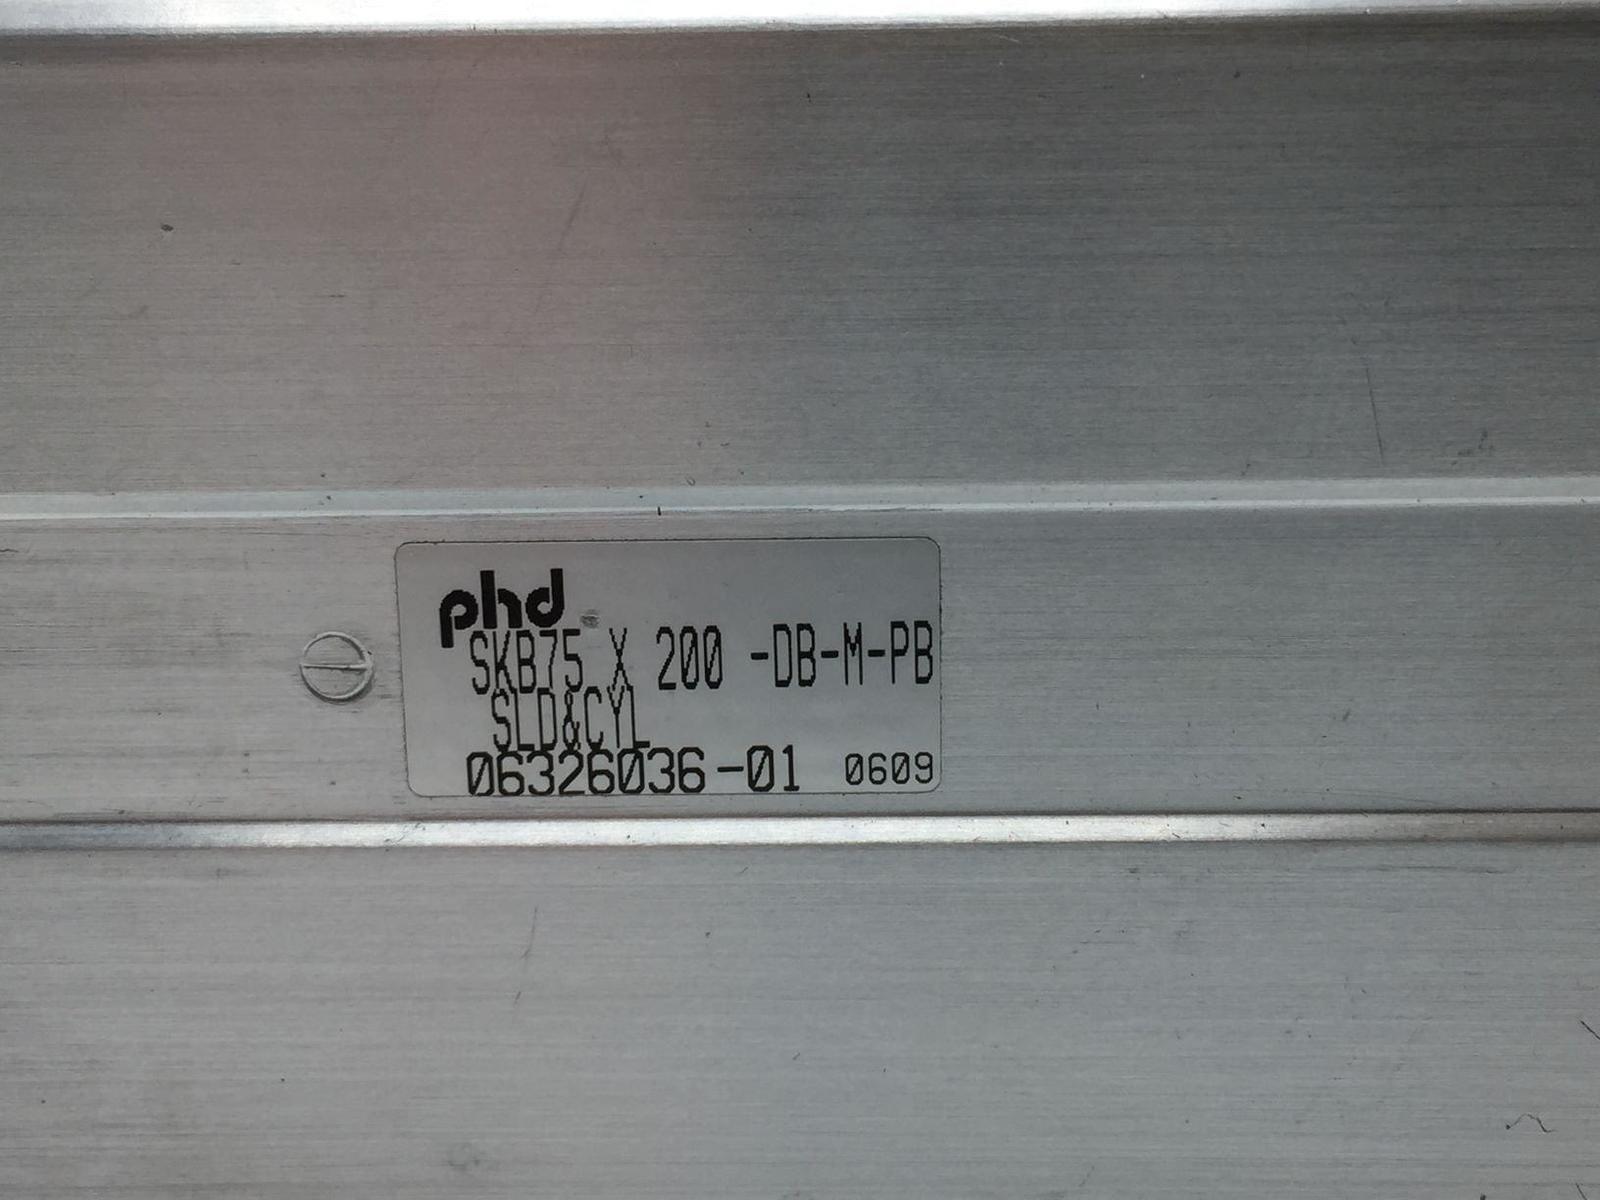 phd
SKB75 X 200 -DB-M-PB
SLD&CYL
06326036-01 0609